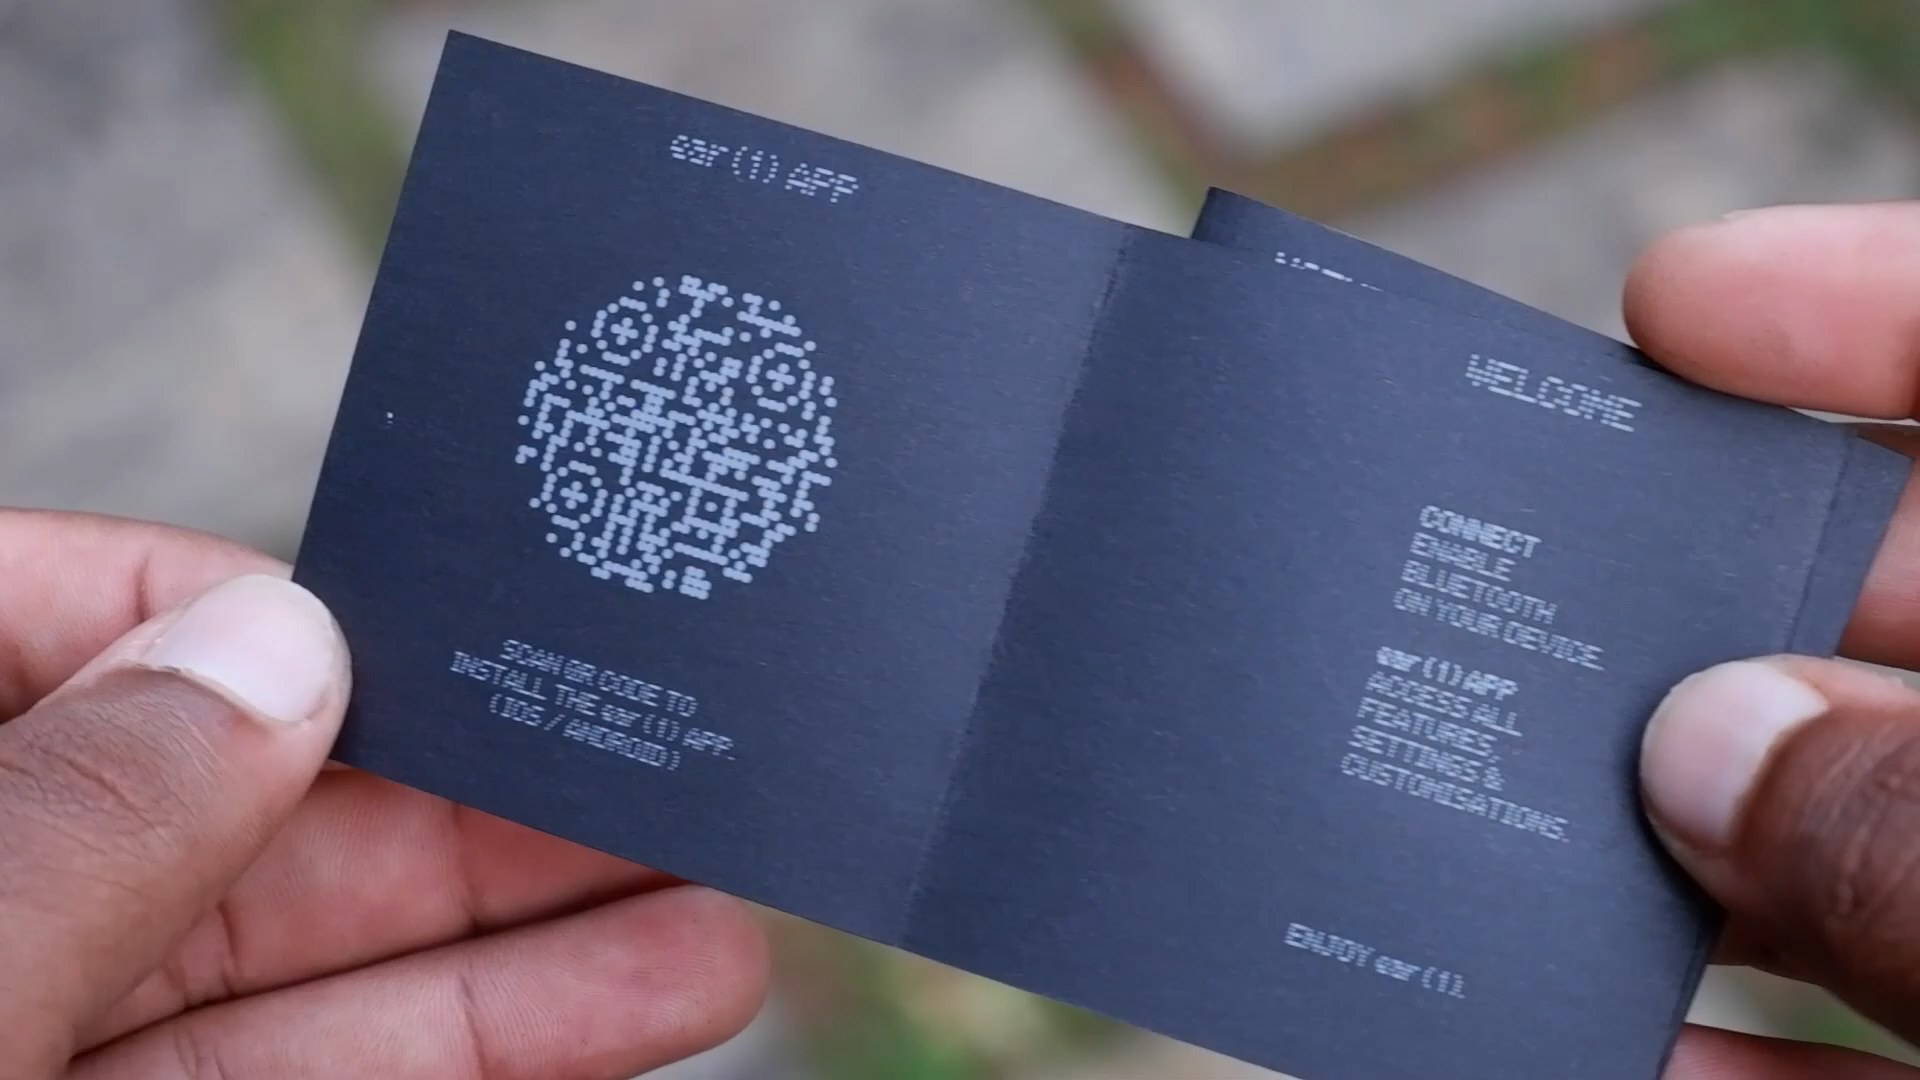 ear (1) APP
SCAN QR CODE TO
INSTALL THE ear (1) APP.
(IOS / ANDROID)
WELCOME
CONNECT
ENABLE
BLUETOOTH
ON YOUR DEVICE.
ear (1) APP
ACCESS ALL
FEATURES,
SETTINGS &
CUSTOMISATIONS.
ENJOY ear (1).